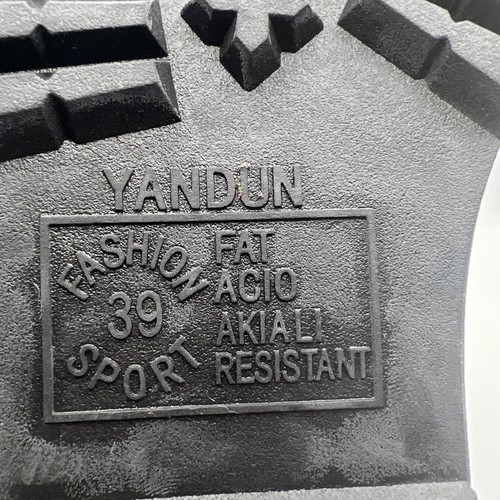 YANDUN
FASHION
39
SPORT
FAT
ACIO
AKIALI
RESISTANT